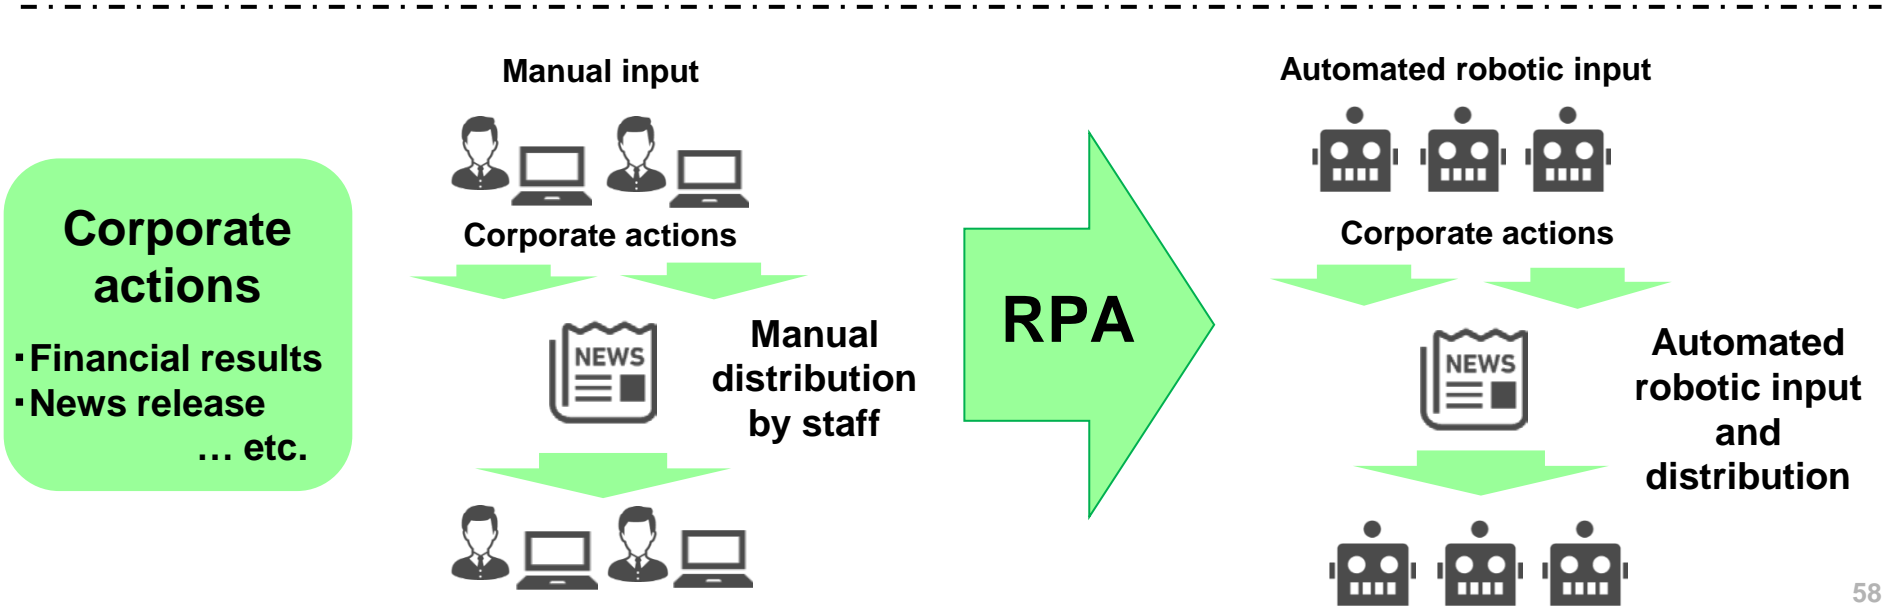 Corporate
actions
・Financial results
・News release
… etc.
Manual input
Corporate actions
NEWS
Manual
distribution
by staff
RPA
Automated robotic input
Corporate actions
NEWS
Automated
robotic input
and
distribution
58